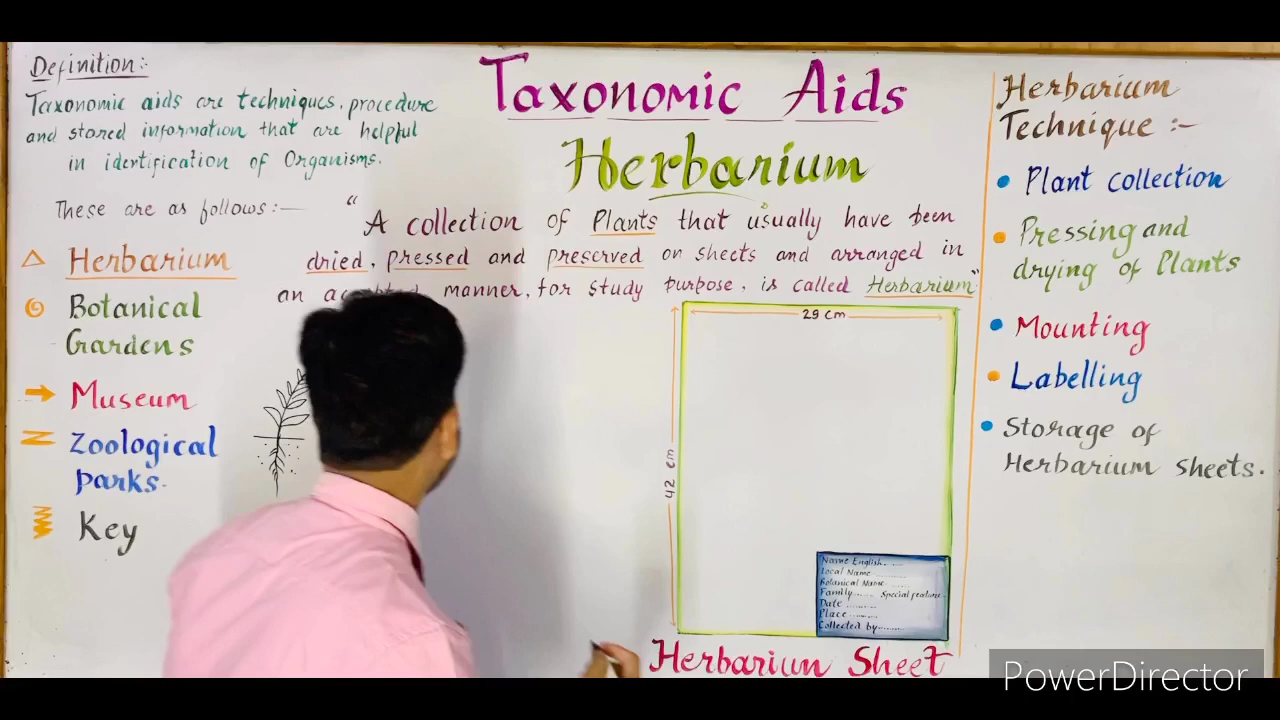 Definition:-
Taxonomic aids are techniques, procedure
and stored information that are helpful
in identification of Organisms.
These are as follows:—
Herbarium
Botanical
Gardens
Museum
Zoological
parks.
Key
Taxonomic Aids
Herbarium
“A collection of Plants that usually have been
dried, pressed and preserved on sheets and arranged in
an manner, for study purpose, is called Herbarium”
29 cm
42 cm
Name English......
Local Name ..........
Botanical Name ......
Family...... Special feature.
Date .........
Place ........
Collected by........
Herbarium Sheet
Herbarium
Technique :-
• Plant collection
• Pressing and
drying of Plants
• Mounting
• Labelling
• Storage of
Herbarium sheets.
PowerDirector